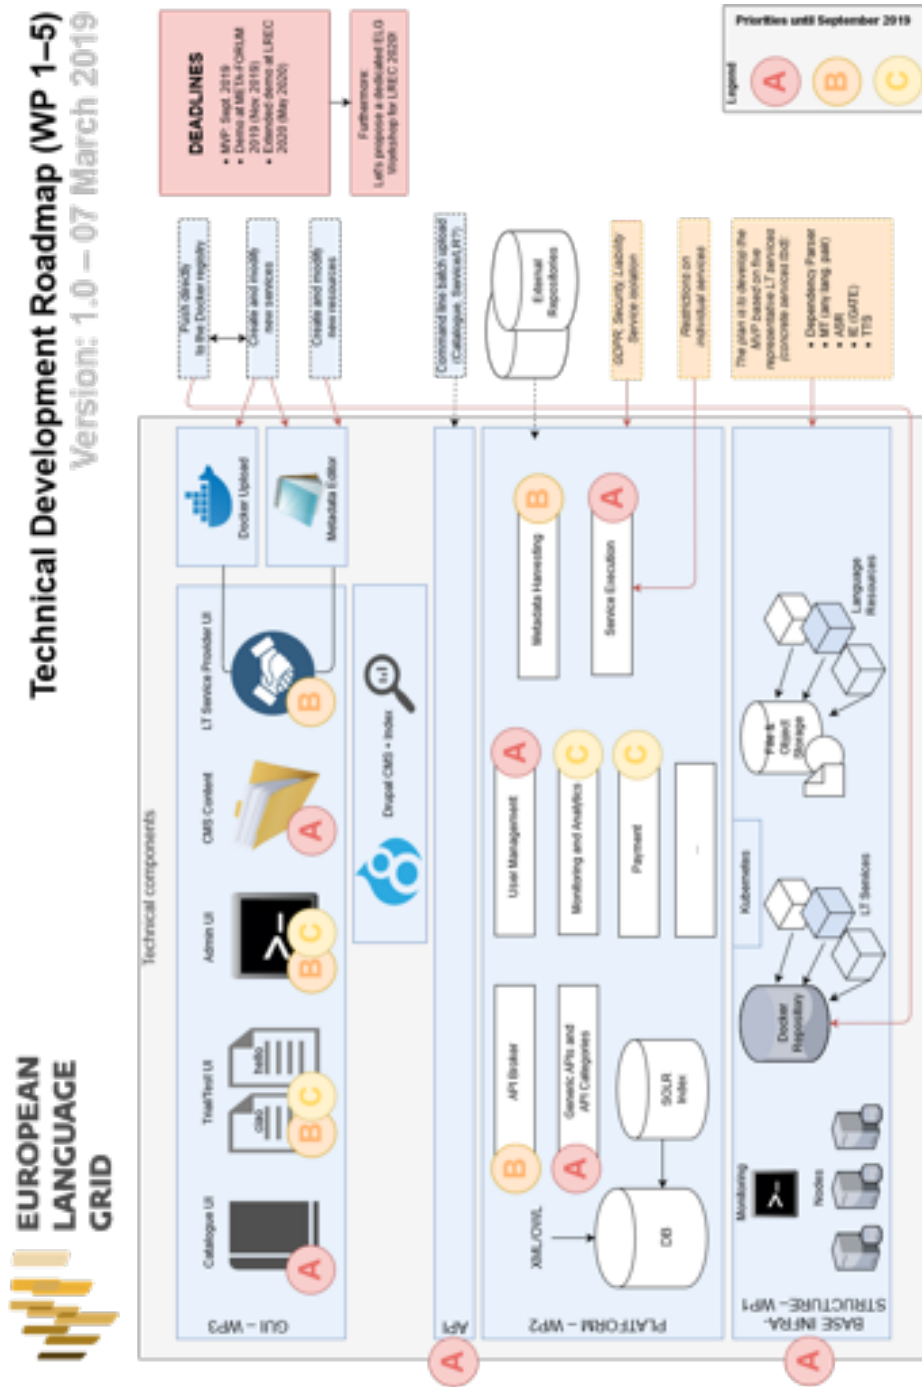 EUROPEAN
LANGUAGE
GRID
Technical Development Roadmap (WP 1–5)
Version: 1.0 – 07 March 2019
Technical components
GUI – WP3
Catalogue UI
A
Trial/Test UI
ciao
hello
B
C
Admin UI
B
C
CMS Content
A
LT Service Provider UI
B
Docker Upload
Metadata Editor
Drupal CMS + Index
Push directly
to the Docker registry
Create and modify
new services
Create and modify
new resources
DEADLINES
• MVP: Sept. 2019
• Demo at META-FORUM
2019 (Nov. 2019)
• Extended demo at LREC
2020 (May 2020)
Furthermore:
Let's propose a dedicated ELG
Workshop for LREC 2020!
API
A
Command line batch upload
(Catalogue, Service/LR?)
PLATFORM – WP2
XML/OWL
DB
SOLR
Index
API Broker
B
Generic APIs and
API Categories
A
User Management
A
Monitoring and Analytics
C
Payment
C
...
Metadata Harvesting
B
Service Execution
A
External
Repositories
GDPR, Security, Liability
Service isolation
Restrictions on
individual services
BASE INFRA-
STRUCTURE – WP1
A
Monitoring
Nodes
Docker
Repository
LT Services
Kubernetes
File &
Object
Storage
Language
Resources
The plan is to develop the
MVP based on five
representative LT serviced
(concrete serviced tbd):
• Dependency Parser
• MT (any lang. pair)
• ASR
• IE (GATE)
• TTS
Legend
Priorities until September 2019
A
B
C